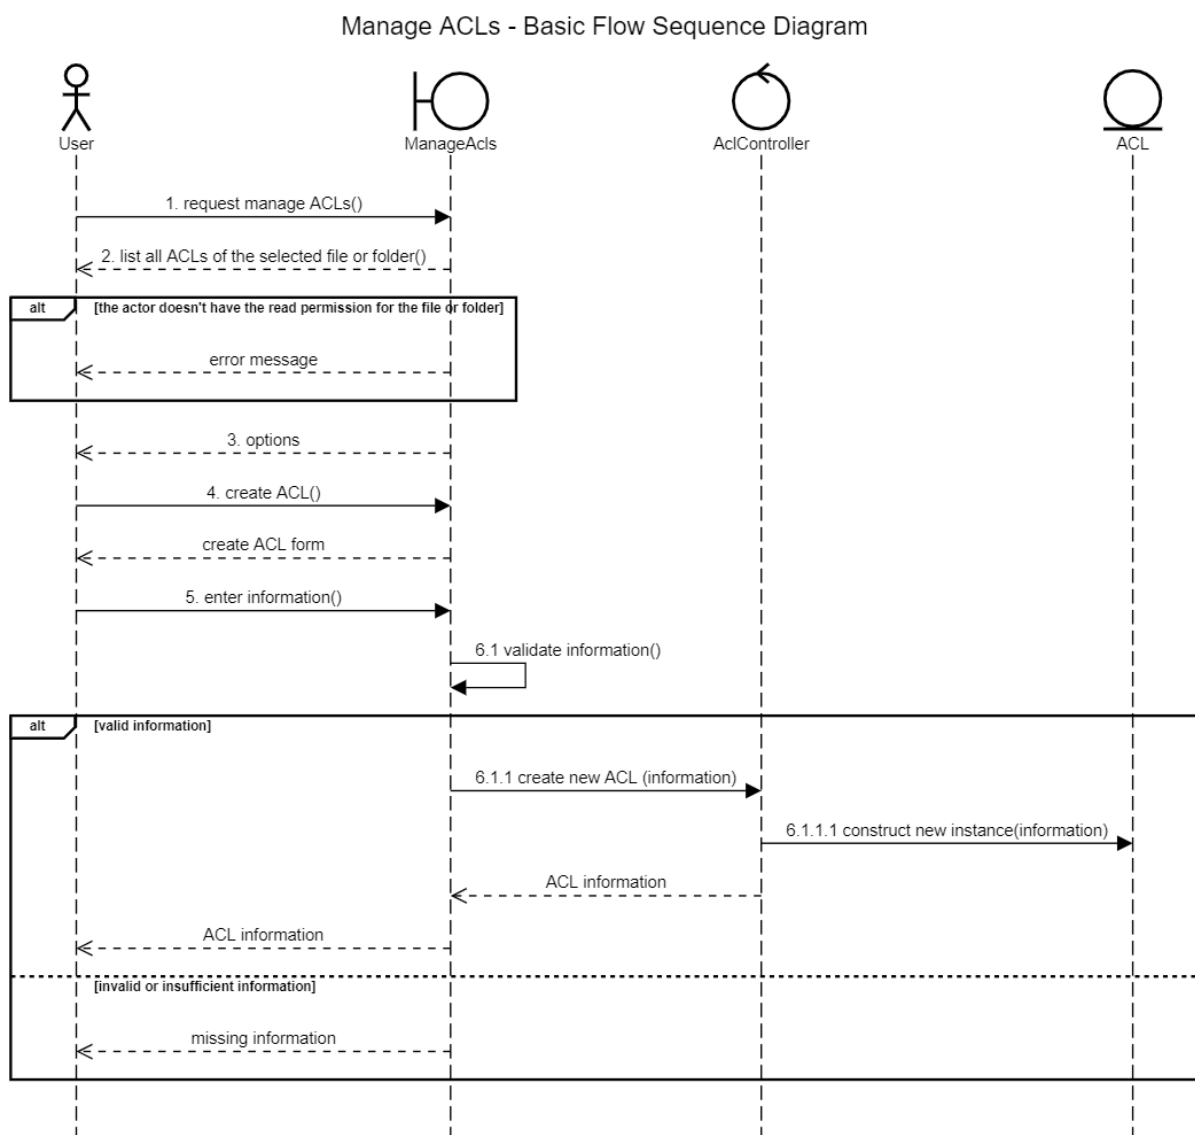 Manage ACLs - Basic Flow Sequence Diagram
User
ManageAcls
AclController
ACL
1. request manage ACLs()
2. list all ACLs of the selected file or folder()
alt
[the actor doesn't have the read permission for the file or folder]
error message
3. options
4. create ACL()
create ACL form
5. enter information()
6.1 validate information()
alt
[valid information]
6.1.1 create new ACL (information)
6.1.1.1 construct new instance(information)
ACL information
ACL information
[invalid or insufficient information]
missing information